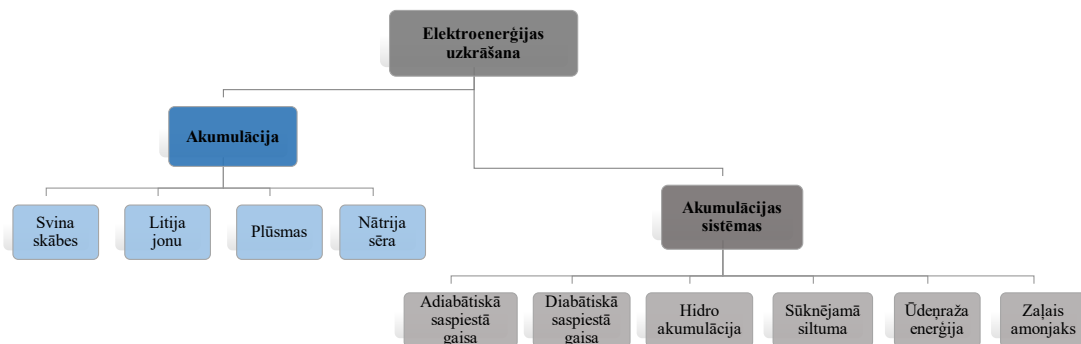 Elektroenerģijas
uzkrāšana
Akumulācija
Svina
skābes
Litija
jonu
Plūsmas
Nātrija
sēra
Akumulācijas
sistēmas
Adiabātiskā
saspiestā
gaisa
Diabātiskā
saspiestā
gaisa
Hidro
akumulācija
Sūknējamā
siltuma
Ūdeņraža
enerģija
Zaļais
amonjaks